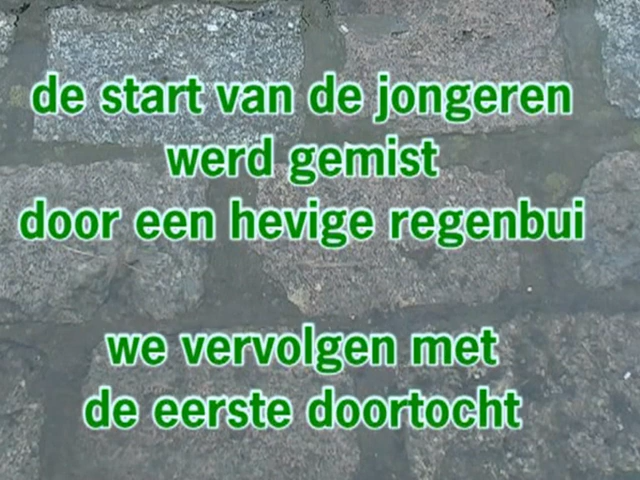 de start van de jongeren
werd gemist
door een hevige regenbui
we vervolgen met
de eerste doortocht